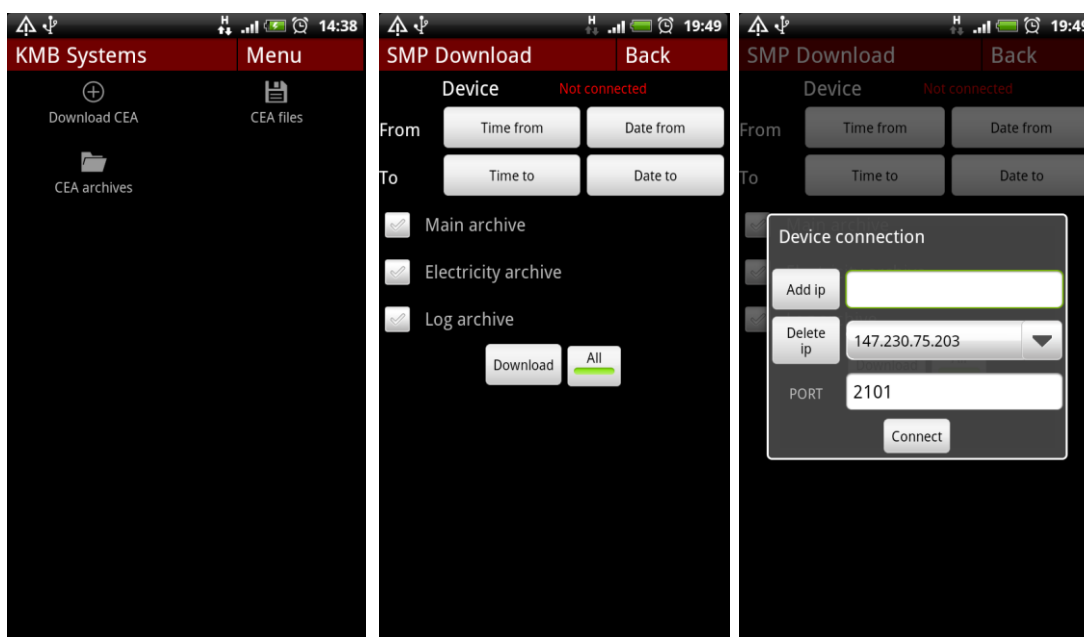 H 14:38
KMB Systems Menu
Download CEA CEA files
CEA archives
H 19:49
SMP Download Back
Device Not connected
From Time from Date from
To Time to Date to
Main archive
Electricity archive
Log archive
Download All
H 19:49
SMP Download Back
Device Not connected
From Time from Date from
To Time to Date to
Device connection
Add ip
Delete
ip 147.230.75.203
PORT 2101
Connect